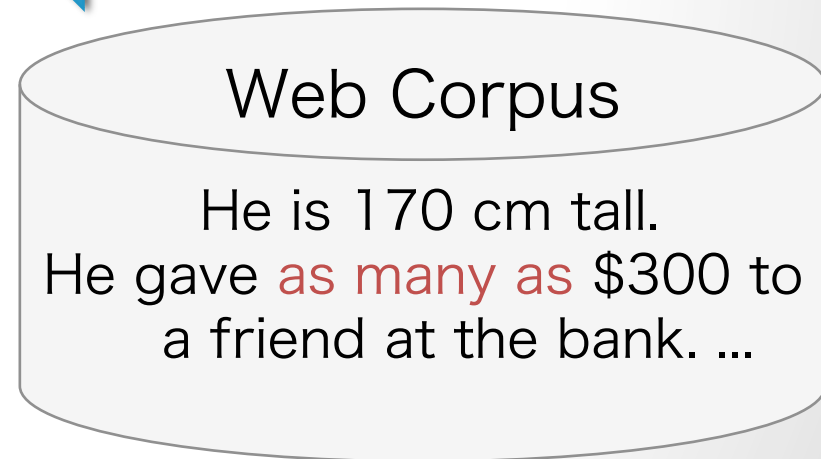 Web Corpus
He is 170 cm tall.
He gave as many as $300 to
a friend at the bank. ...